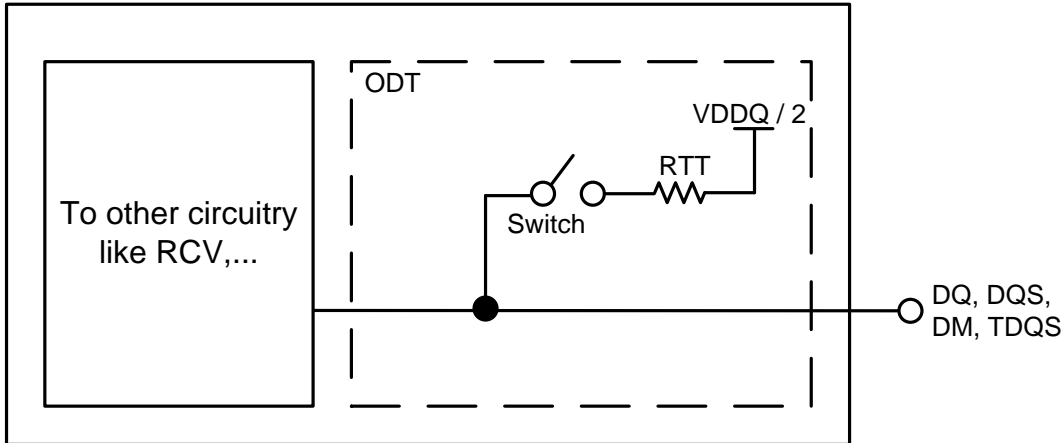 ODT
VDDQ / 2
RTT
Switch
To other circuitry
like RCV,...
DQ, DQS,
DM, TDQS